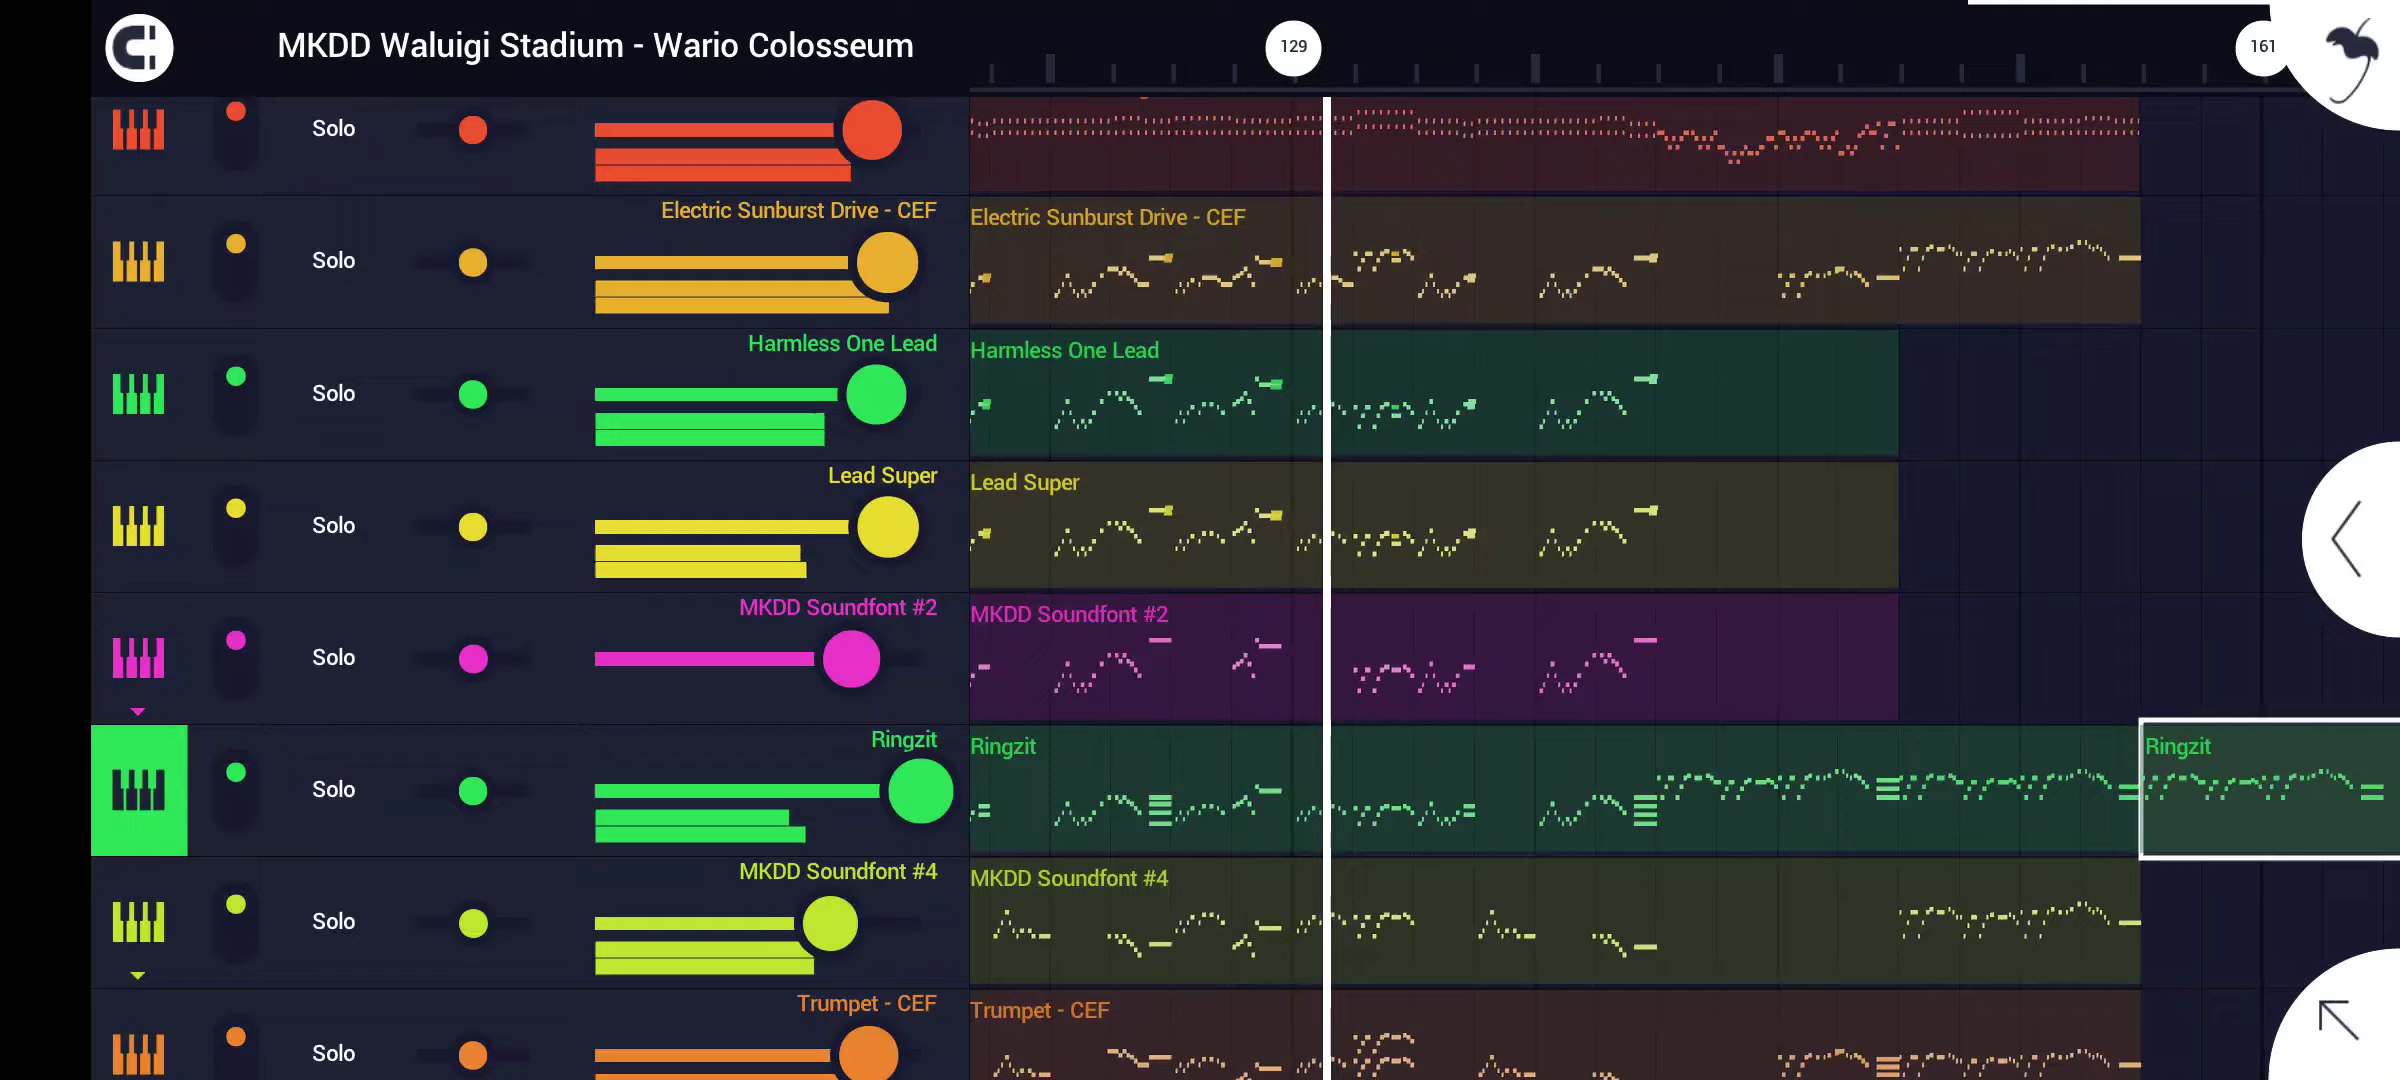 MKDD Waluigi Stadium - Wario Colosseum
129
161
Solo
Electric Sunburst Drive - CEF
Electric Sunburst Drive - CEF
Solo
Harmless One Lead
Harmless One Lead
Solo
Lead Super
Lead Super
Solo
MKDD Soundfont #2
MKDD Soundfont #2
Solo
Ringzit
Ringzit
Ringzit
Solo
MKDD Soundfont #4
MKDD Soundfont #4
Solo
Trumpet - CEF
Trumpet - CEF
Solo